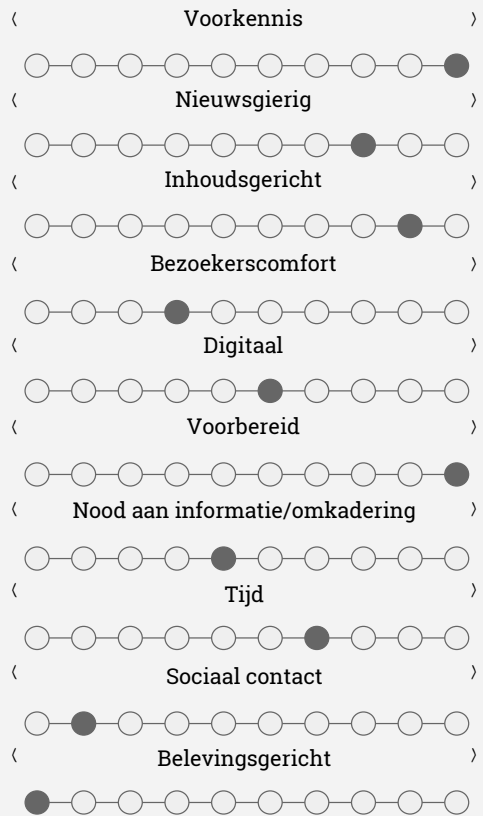 ‹ Voorkennis ›
‹ Nieuwsgierig ›
‹ Inhoudsgericht ›
‹ Bezoekerscomfort ›
‹ Digitaal ›
‹ Voorbereid ›
‹ Nood aan informatie/omkadering ›
‹ Tijd ›
‹ Sociaal contact ›
‹ Belevingsgericht ›